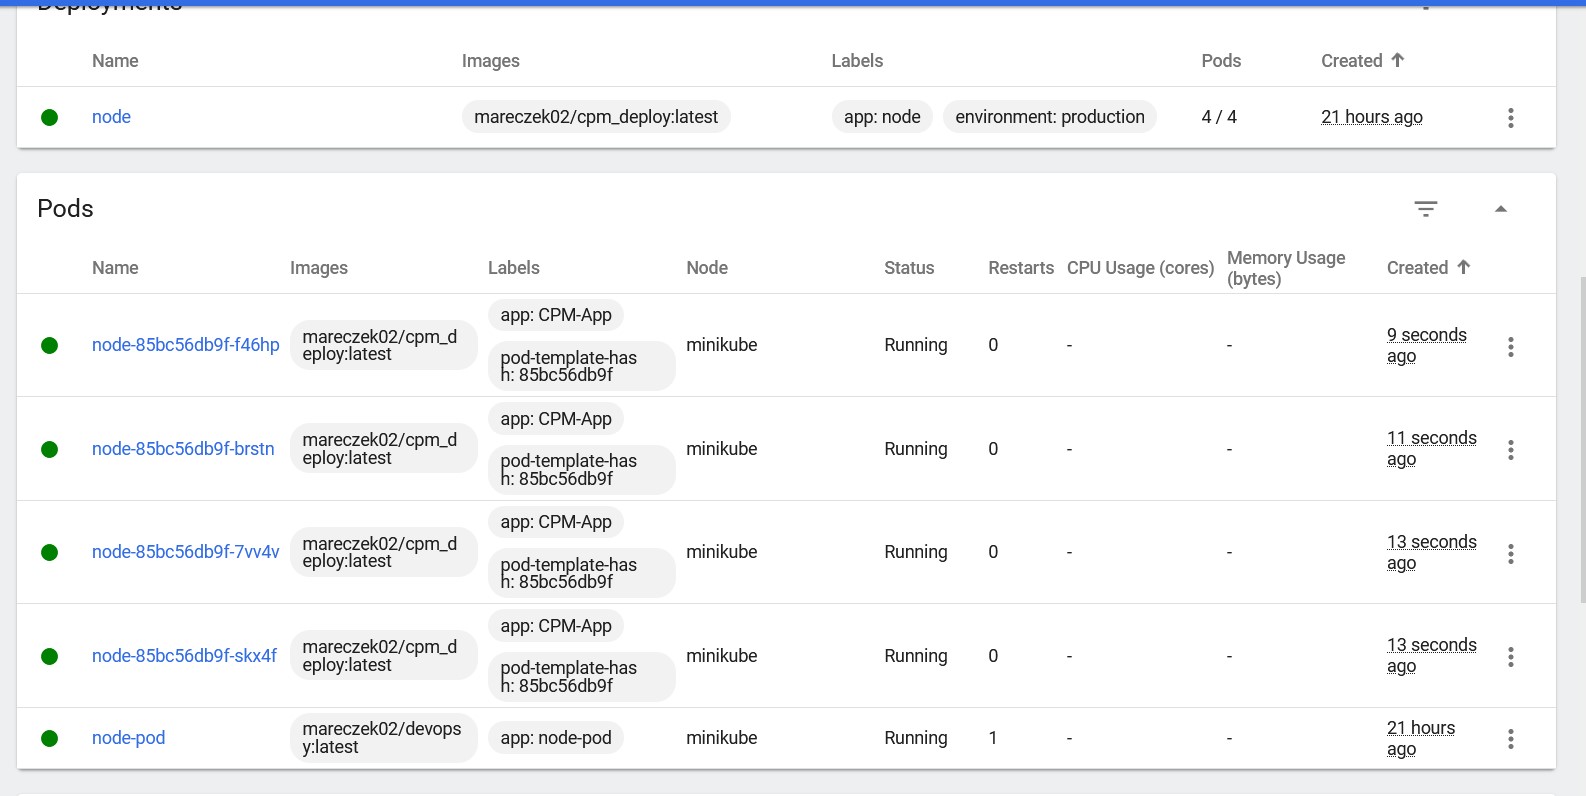 Deployments
Name Images Labels Pods Created
node mareczek02/cpm_deploy:latest app: node environment: production 4 / 4 21 hours ago
Pods
Name Images Labels Node Status Restarts CPU Usage (cores) Memory Usage (bytes) Created
node-85bc56db9f-f46hp mareczek02/cpm_deploy:latest app: CPM-App pod-template-hash: 85bc56db9f minikube Running 0 - - 9 seconds ago
node-85bc56db9f-brstn mareczek02/cpm_deploy:latest app: CPM-App pod-template-hash: 85bc56db9f minikube Running 0 - - 11 seconds ago
node-85bc56db9f-7vv4v mareczek02/cpm_deploy:latest app: CPM-App pod-template-hash: 85bc56db9f minikube Running 0 - - 13 seconds ago
node-85bc56db9f-skx4f mareczek02/cpm_deploy:latest app: CPM-App pod-template-hash: 85bc56db9f minikube Running 0 - - 13 seconds ago
node-pod mareczek02/devopsy:latest app: node-pod minikube Running 1 - - 21 hours ago